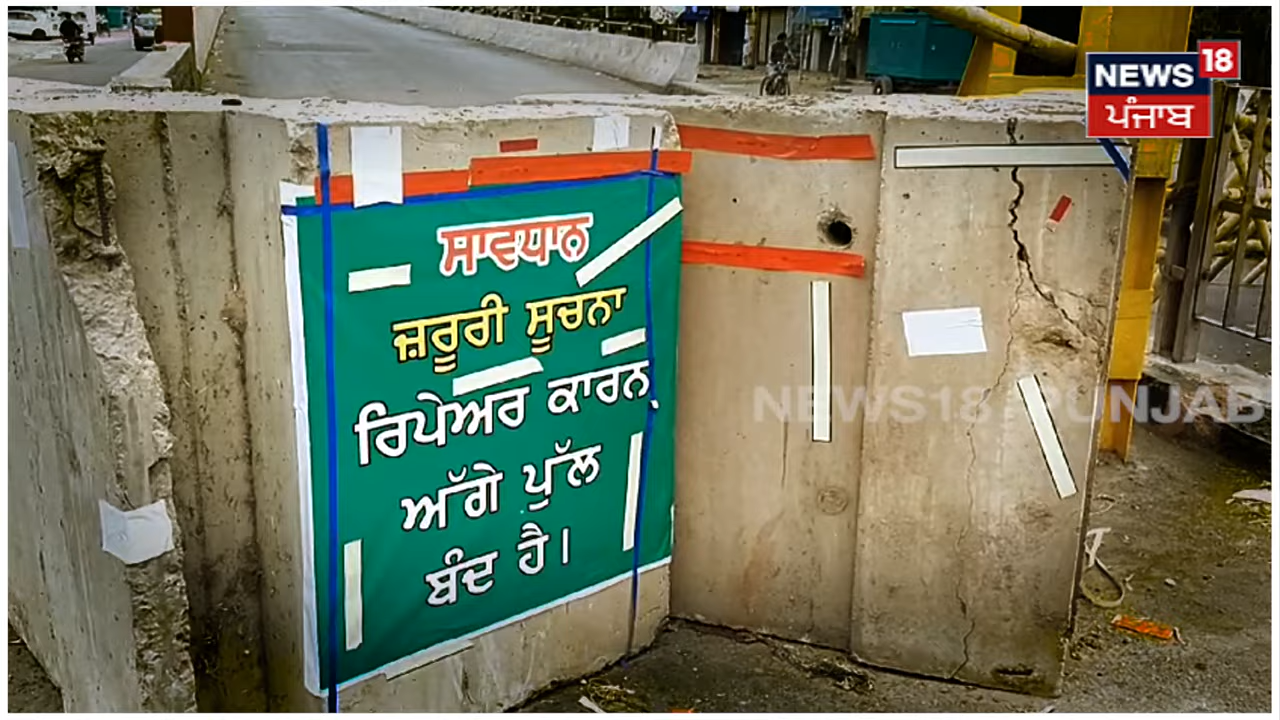 NEWS 18
ਪੰਜਾਬ
ਸਾਵਧਾਨ
ਜ਼ਰੂਰੀ ਸੂਚਨਾ
ਰਿਪੇਅਰ ਕਾਰਨ
ਅੱਗੇ ਪੁੱਲ
ਬੰਦ ਹੈ।
NEWS18 PUNJAB